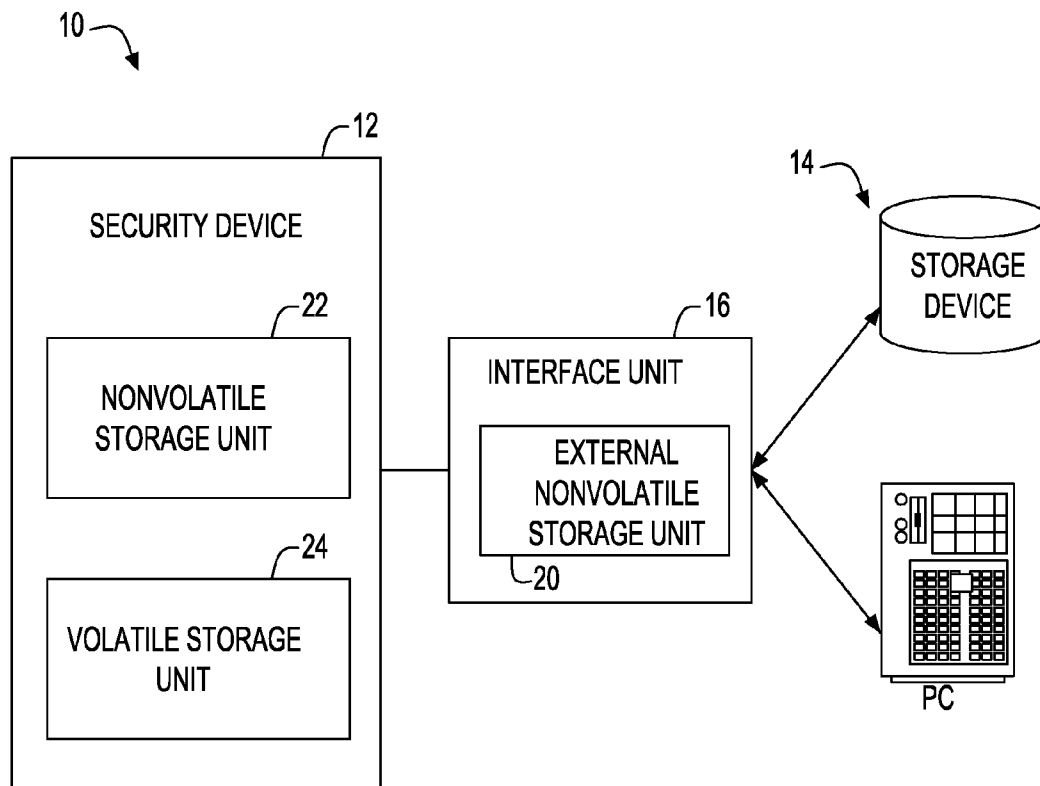 10
12
SECURITY DEVICE
22
NONVOLATILE
STORAGE UNIT
24
VOLATILE STORAGE
UNIT
16
INTERFACE UNIT
EXTERNAL
NONVOLATILE
STORAGE UNIT
20
14
STORAGE
DEVICE
PC